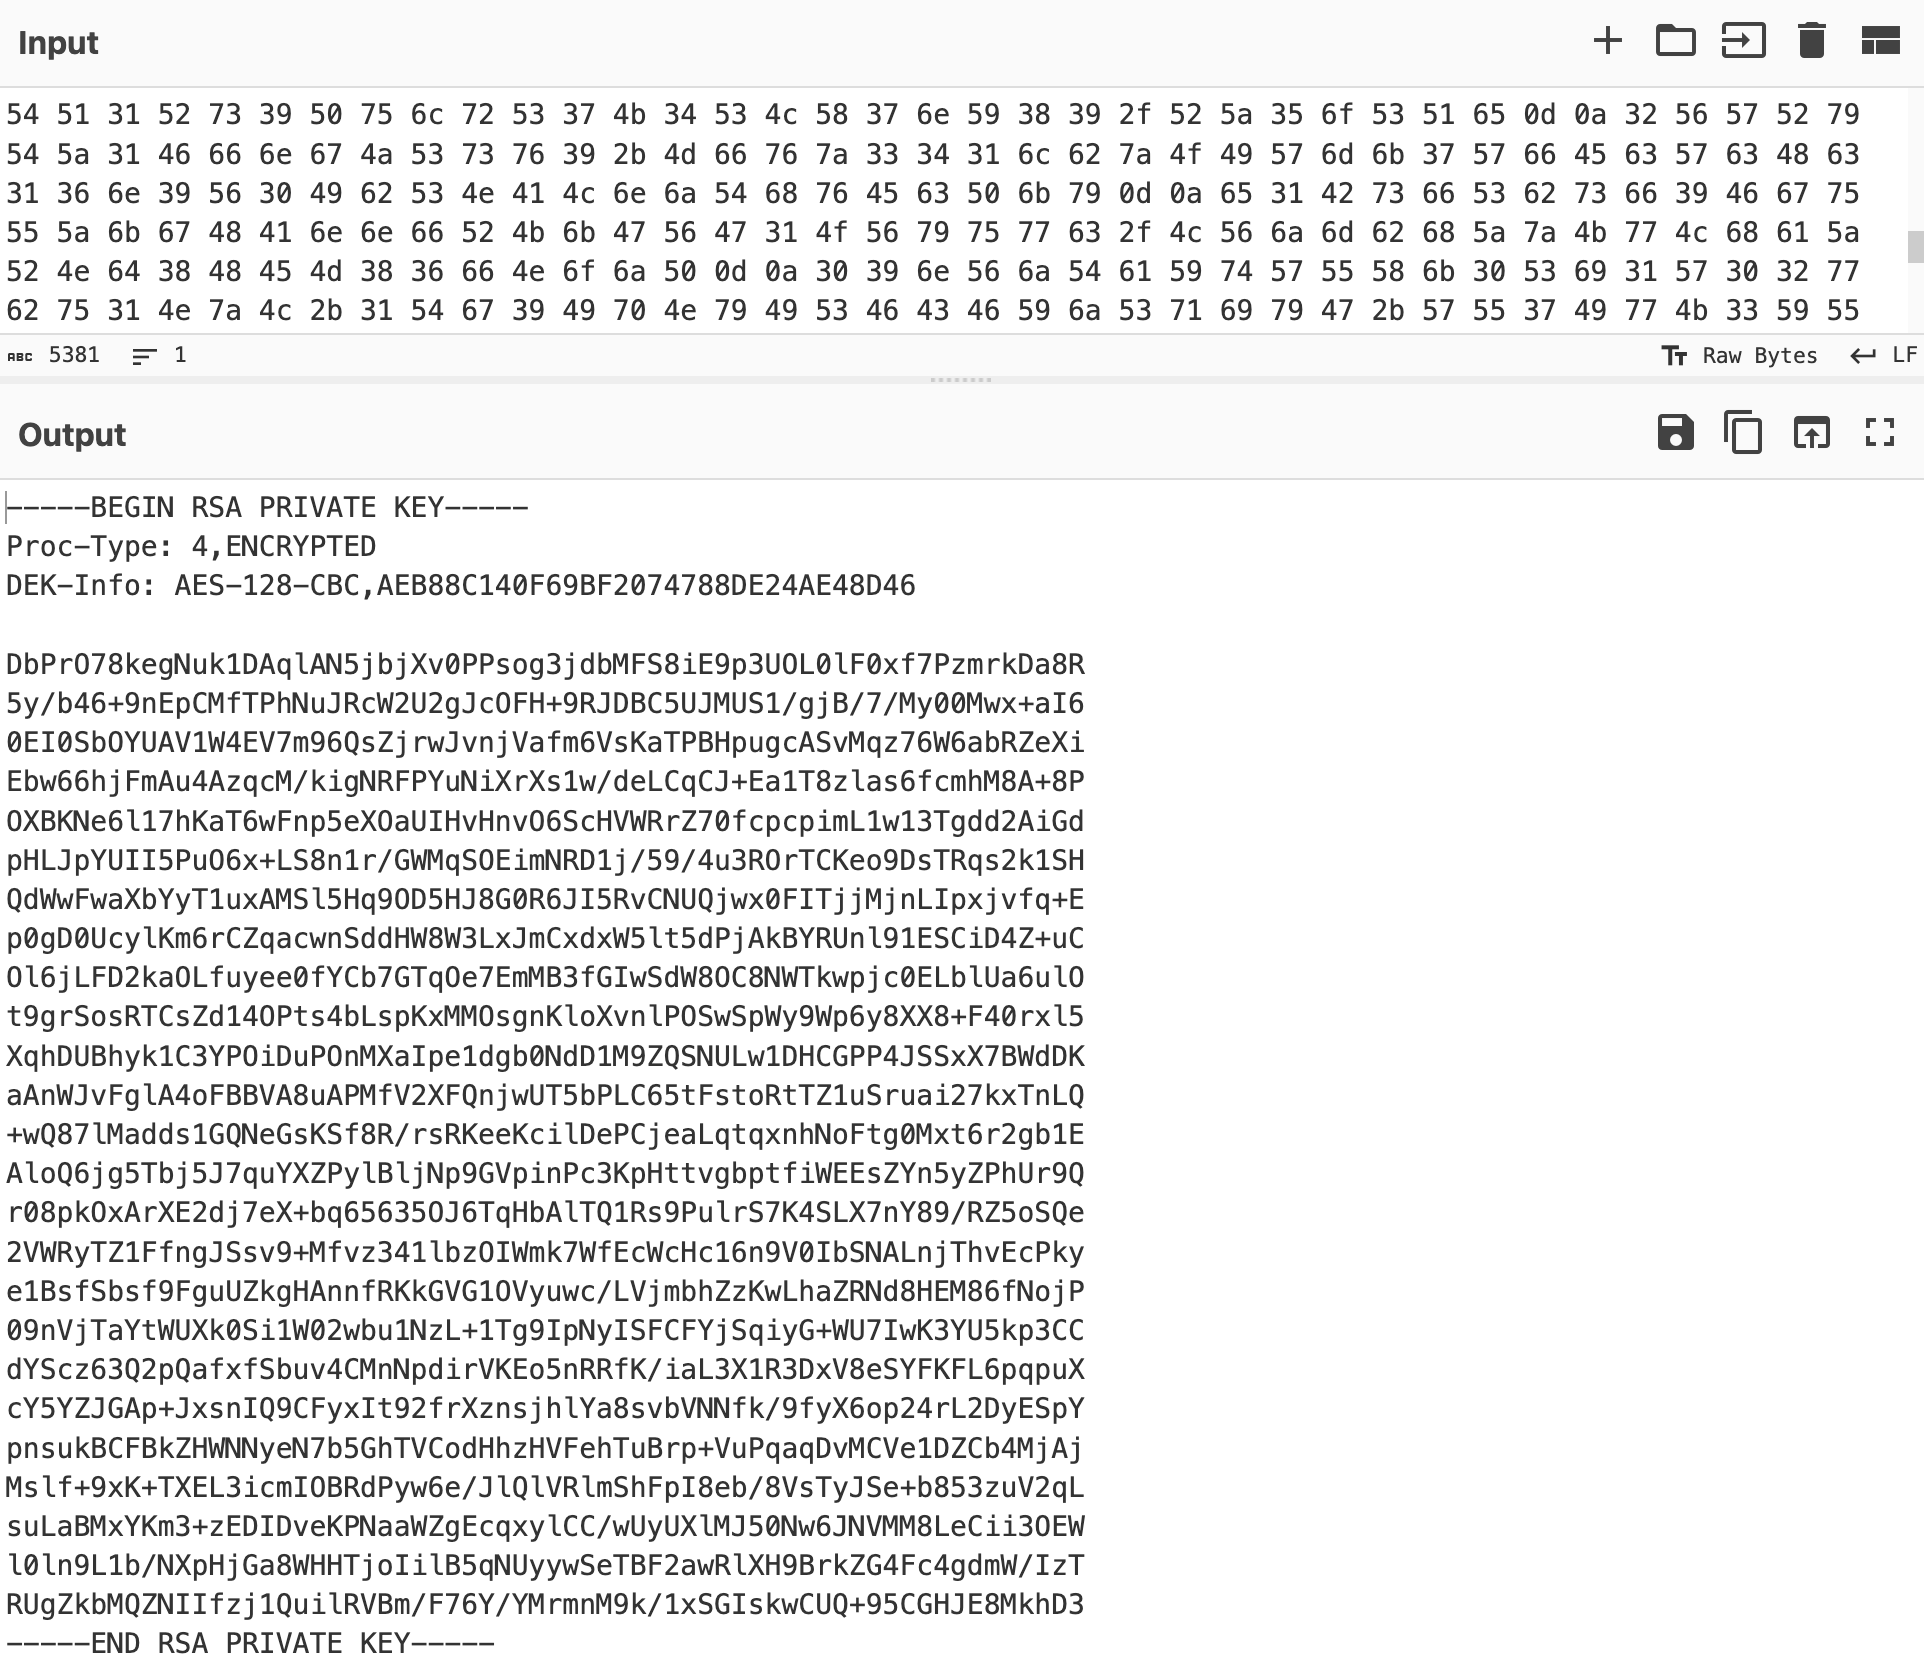 Input
54 51 31 52 73 39 50 75 6c 72 53 37 4b 34 53 4c 58 37 6e 59 38 39 2f 52 5a 35 6f 53 51 65 0d 0a 32 56 57 52 79
54 5a 31 46 66 6e 67 4a 53 73 76 39 2b 4d 66 76 7a 33 34 31 6c 62 7a 4f 49 57 6d 6b 37 57 66 45 63 57 63 48 63
31 36 6e 39 56 30 49 62 53 4e 41 4c 6e 6a 54 68 76 45 63 50 6b 79 0d 0a 65 31 42 73 66 53 62 73 66 39 46 67 75
55 5a 6b 67 48 41 6e 6e 66 52 4b 6b 47 56 47 31 4f 56 79 75 77 63 2f 4c 56 6a 6d 62 68 5a 7a 4b 77 4c 68 61 5a
52 4e 64 38 48 45 4d 38 36 66 4e 6f 6a 50 0d 0a 30 39 6e 56 6a 54 61 59 74 57 55 58 6b 30 53 69 31 57 30 32 77
62 75 31 4e 7a 4c 2b 31 54 67 39 49 70 4e 79 49 53 46 43 46 59 6a 53 71 69 79 47 2b 57 55 37 49 77 4b 33 59 55
ABC 5381 1 Raw Bytes LF
Output
-----BEGIN RSA PRIVATE KEY-----
Proc-Type: 4,ENCRYPTED
DEK-Info: AES-128-CBC,AEB88C140F69BF2074788DE24AE48D46
DbPrO78kegNuk1DAqlAN5jbjXv0PPsog3jdbMFS8iE9p3UOL0lF0xf7PzmrkDa8R
5y/b46+9nEpCMfTPhNuJRcW2U2gJcOFH+9RJDBC5UJMUS1/gjB/7/My00Mwx+aI6
0EI0SbOYUAV1W4EV7m96QsZjrwJvnjVafm6VsKaTPBHpugcASvMqz76W6abRZeXi
Ebw66hjFmAu4AzqcM/kigNRFPYuNiXrXs1w/deLCqCJ+Ea1T8zlas6fcmhM8A+8P
OXBKNe6l17hKaT6wFnp5eXOaUIHvHnvO6ScHVWRrZ70fcpcpimL1w13Tgdd2AiGd
pHLJpYUII5PuO6x+LS8n1r/GWMqSOEimNRD1j/59/4u3ROrTCKeo9DsTRqs2k1SH
QdWwFwaXbYyT1uxAMSl5Hq9OD5HJ8G0R6JI5RvCNUQjwx0FITjjMjnLIpxjvfq+E
p0gD0UcylKm6rCZqacwnSddHW8W3LxJmCxdxW5lt5dPjAkBYRUnl91ESCiD4Z+uC
Ol6jLFD2kaOLfuyee0fYCb7GTqOe7EmMB3fGIwSdW8OC8NWTkwpjc0ELblUa6ulO
t9grSosRTCsZd14OPts4bLspKxMMOsgnKloXvnlPOSwSpWy9Wp6y8XX8+F40rxl5
XqhDUBhyk1C3YPOiDuPOnMXaIpe1dgb0NdD1M9ZQSNULw1DHCGPP4JSSxX7BWdDK
aAnWJvFglA4oFBBVA8uAPMfV2XFQnjwUT5bPLC65tFstoRtTZ1uSruai27kxTnLQ
+wQ87lMadds1GQNeGsKSf8R/rsRKeeKcilDePCjeaLqtqxnhNoFtg0Mxt6r2gb1E
AloQ6jg5Tbj5J7quYXZPylBljNp9GVpinPc3KpHttvgbptfiWEEsZYn5yZPhUr9Q
r08pkOxArXE2dj7eX+bq65635OJ6TqHbAlTQ1Rs9PulrS7K4SLX7nY89/RZ5oSQe
2VWRyTZ1FfngJSsv9+Mfvz341lbzOIWmk7WfEcWcHc16n9V0IbSNALnjThvEcPky
e1BsfSbsf9FguUZkgHAnnfRKkGVG1OVyuwc/LVjmbhZzKwLhaZRNd8HEM86fNojP
09nVjTaYtWUXk0Si1W02wbu1NzL+1Tg9IpNyISFCFYjSqiyG+WU7IwK3YU5kp3CC
dYScz63Q2pQafxfSbuv4CMnNpdirVKEo5nRRfK/iaL3X1R3DxV8eSYFKFL6pqpuX
cY5YZJGAp+JxsnIQ9CFyxIt92frXznsjhlYa8svbVNNfk/9fyX6op24rL2DyESpY
pnsukBCFBkZHWNNyeN7b5GhTVCodHhzHVFehTuBrp+VuPqaqDvMCVe1DZCb4MjAj
Mslf+9xK+TXEL3icmIOBRdPyw6e/JlQlVRlmShFpI8eb/8VsTyJSe+b853zuV2qL
suLaBMxYKm3+zEDIDveKPNaaWZgEcqxylCC/wUyUXlMJ50Nw6JNVMM8LeCii3OEW
l0ln9L1b/NXpHjGa8WHHTjoIilB5qNUyywSeTBF2awRlXH9BrkZG4Fc4gdmW/IzT
RUgZkbMQZNIIfzj1QuilRVBm/F76Y/YMrmnM9k/1xSGIskwCUQ+95CGHJE8MkhD3
-----END RSA PRIVATE KEY-----